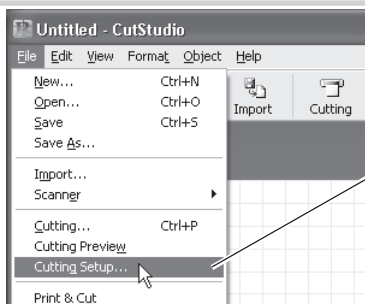 Untitled - CutStudio
File Edit View Format Object Help
New... Ctrl+N
Open... Ctrl+O
Save Ctrl+S
Save As...
Import...
Scanner
Cutting... Ctrl+P
Cutting Preview
Cutting Setup...
Print & Cut
Import Cutting